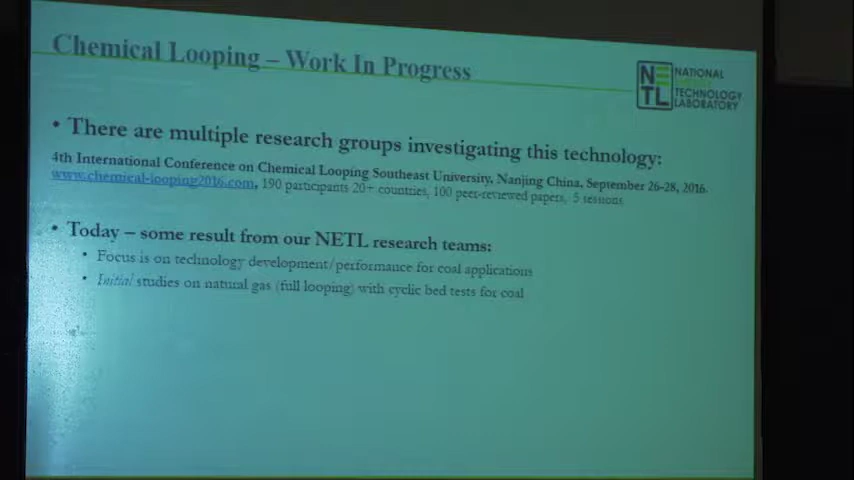 Chemical Looping – Work In Progress
NATIONAL
NE
TL
TECHNOLOGY
LABORATORY
• There are multiple research groups investigating this technology:
4th International Conference on Chemical Looping Southeast University, Nanjing China, September 26-28, 2016.
www.chemical-looping2016.com, 190 participants 20+ countries, 100 peer-reviewed papers, 5 sessions
• Today – some result from our NETL research teams:
• Focus is on technology development/performance for coal applications
• Initial studies on natural gas (full looping) with cyclic bed tests for coal